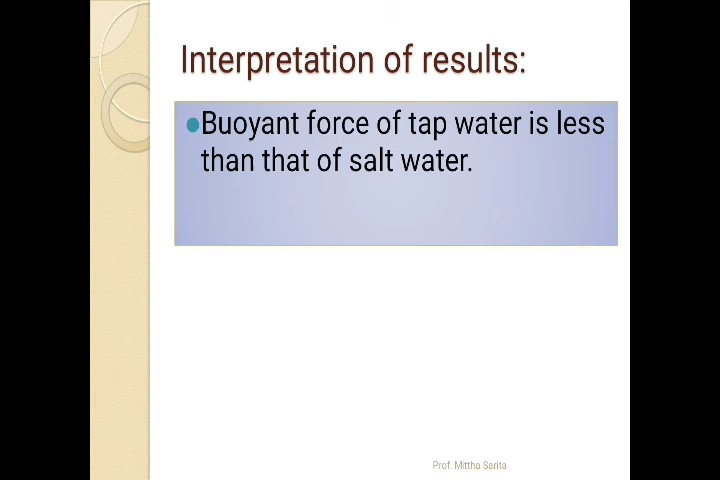 Interpretation of results:
Buoyant force of tap water is less
than that of salt water.
Prof. Mittha Sarita